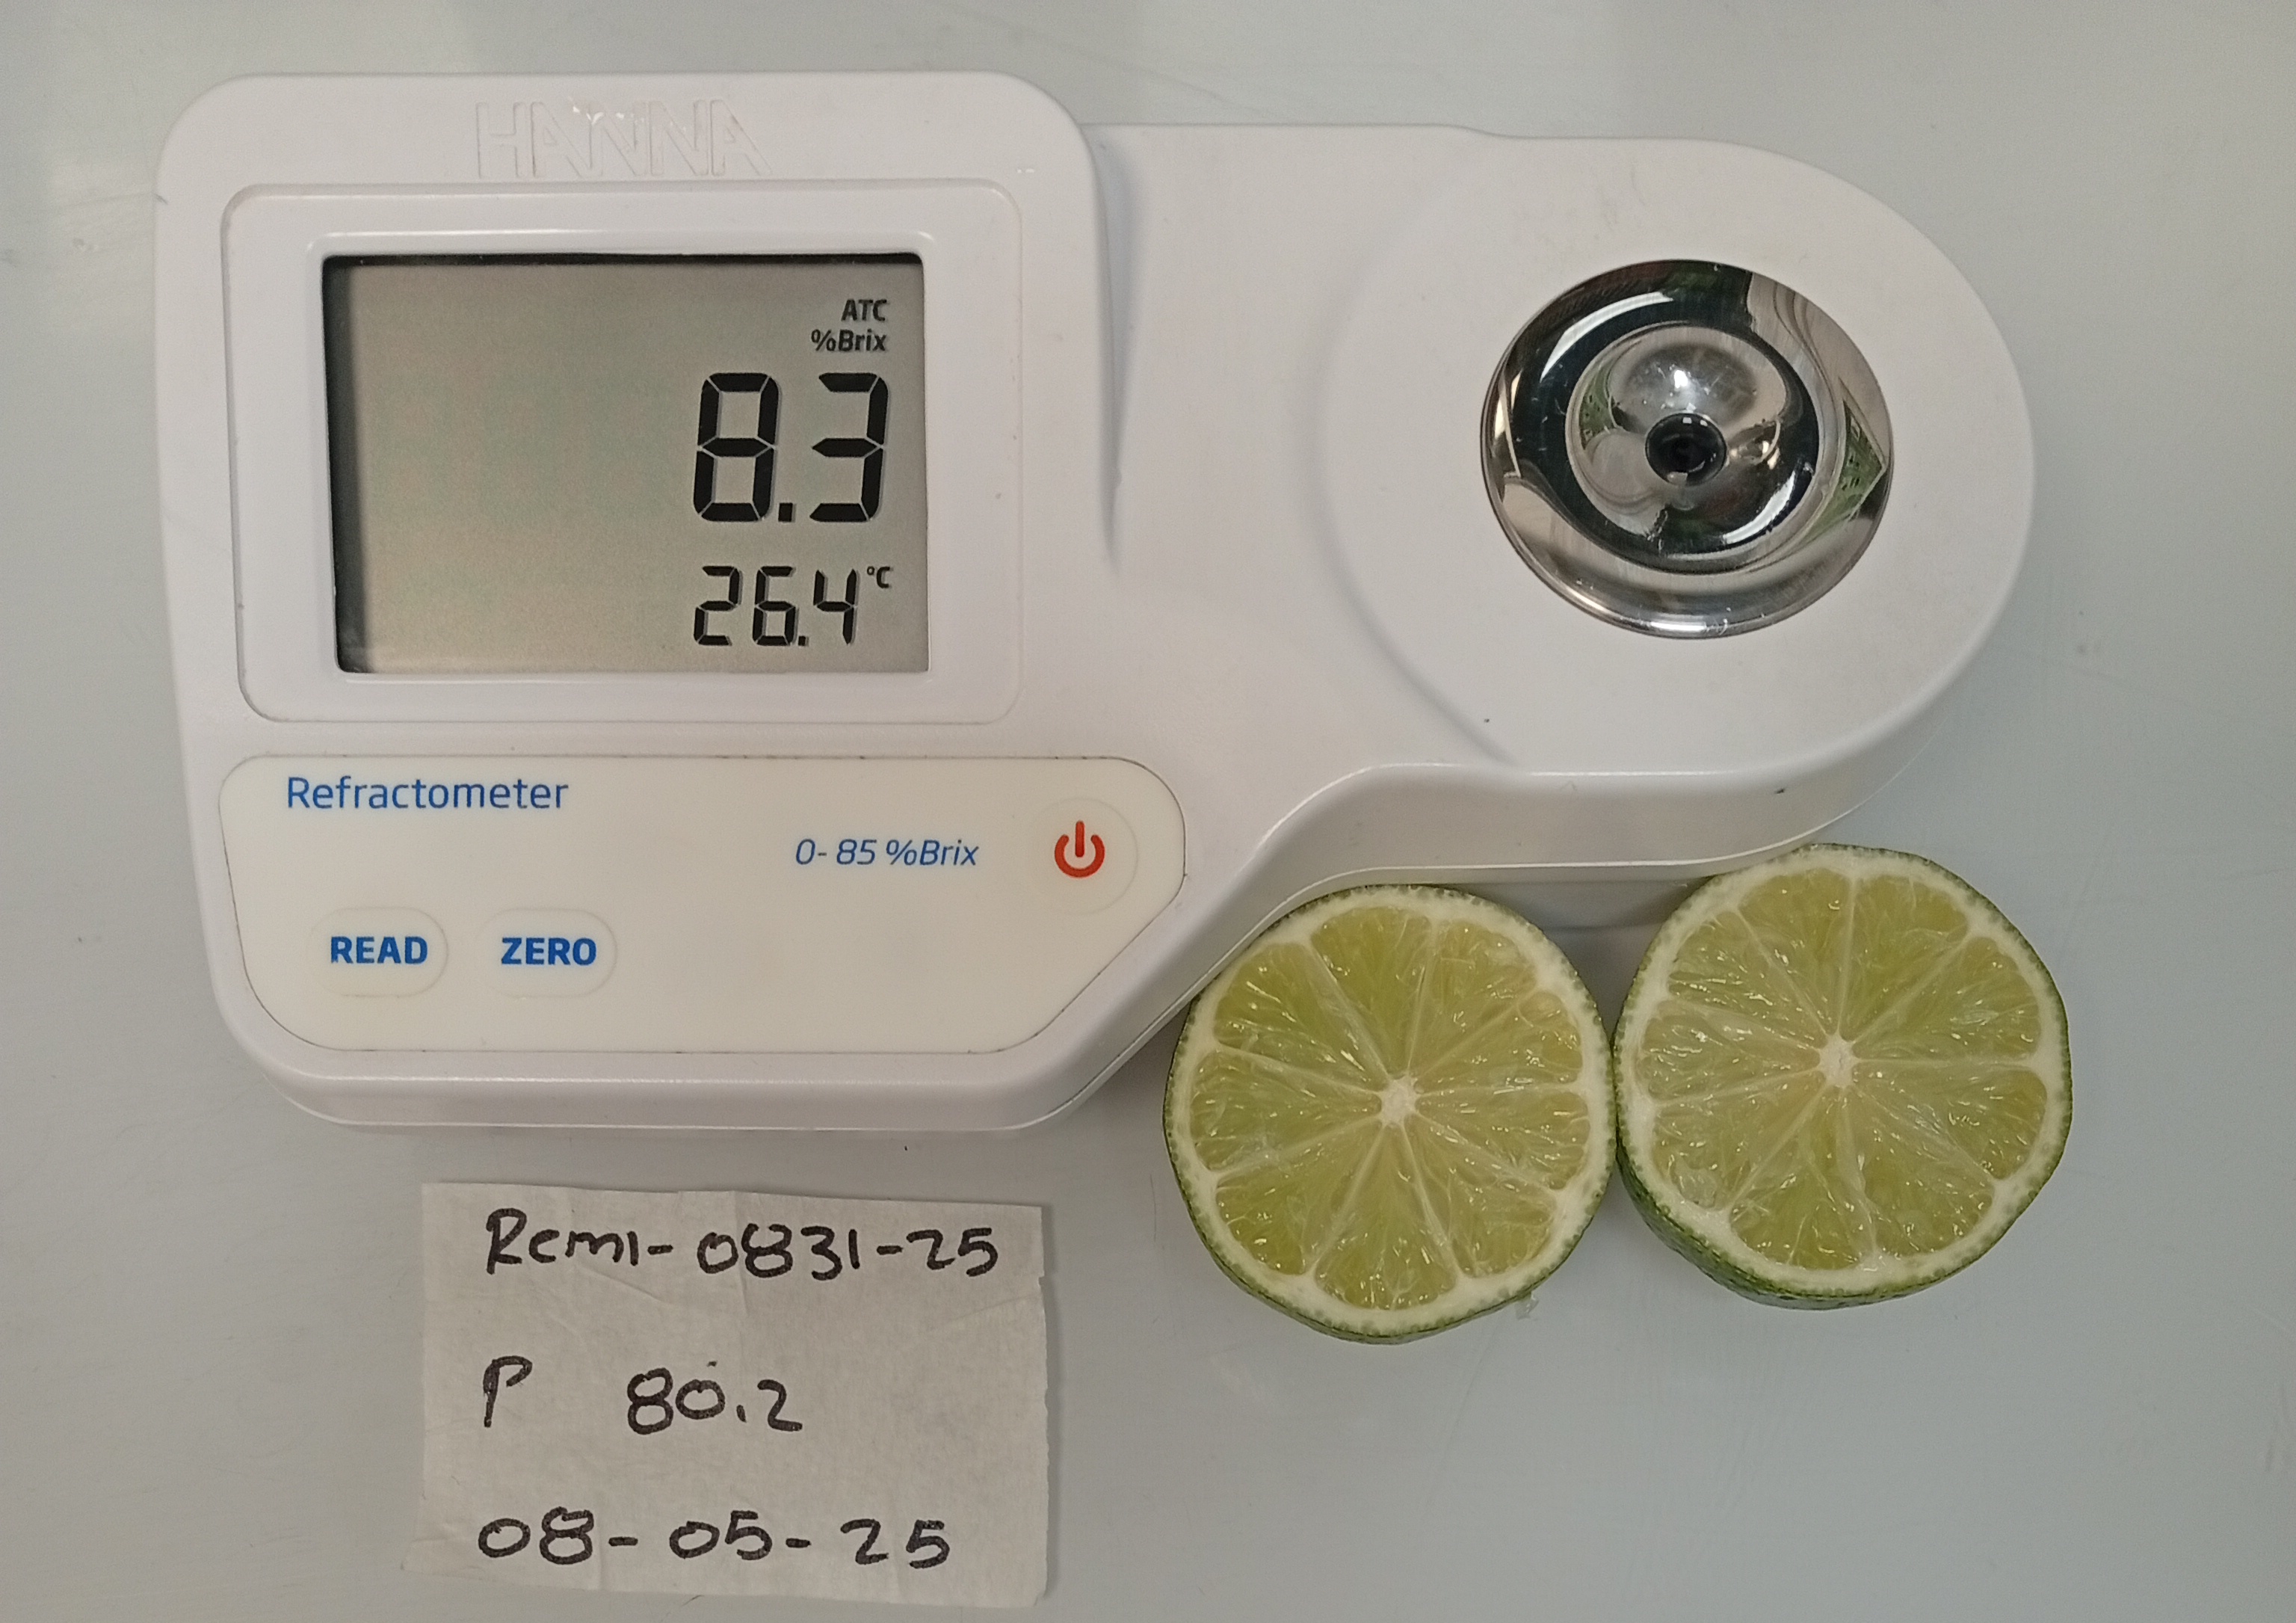 HANNA
ATC
%Brix
8.3
26.4 °C
Refractometer
0-85 %Brix
READ ZERO
Rcm1-0831-25
P 80.2
08-05-25